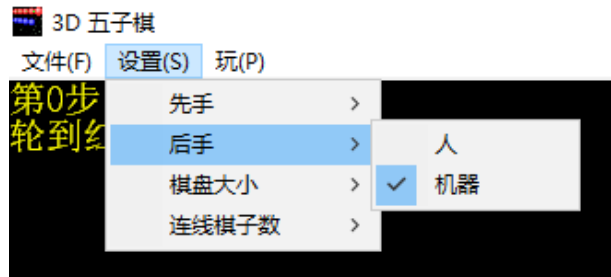 3D 五子棋
文件(F) 设置(S) 玩(P)
第0步
轮到
先手
后手
人
机器
棋盘大小
连线棋子数